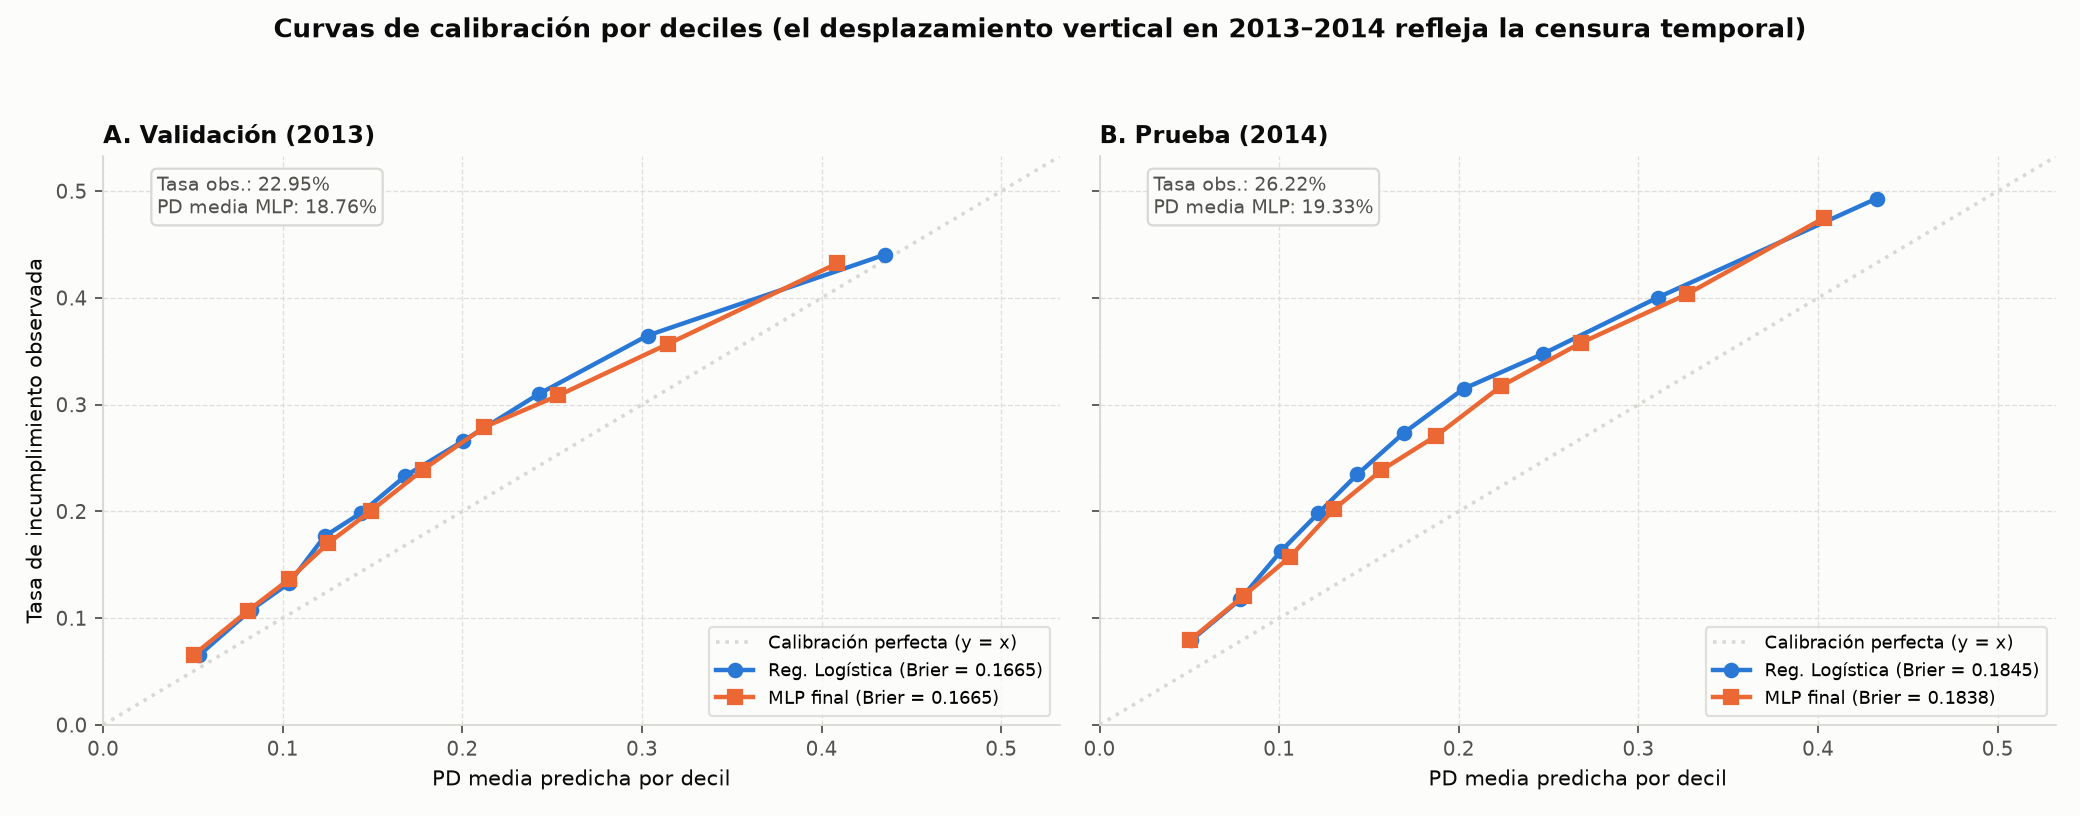 Curvas de calibración por deciles (el desplazamiento vertical en 2013–2014 refleja la censura temporal)
A. Validación (2013)
Tasa obs.: 22.95%
PD media MLP: 18.76%
Tasa de incumplimiento observada
0.5
0.4
0.3
0.2
0.1
0.0
Calibración perfecta (y = x)
Reg. Logística (Brier = 0.1665)
MLP final (Brier = 0.1665)
0.0 0.1 0.2 0.3 0.4 0.5
PD media predicha por decil
B. Prueba (2014)
Tasa obs.: 26.22%
PD media MLP: 19.33%
Calibración perfecta (y = x)
Reg. Logística (Brier = 0.1845)
MLP final (Brier = 0.1838)
0.0 0.1 0.2 0.3 0.4 0.5
PD media predicha por decil